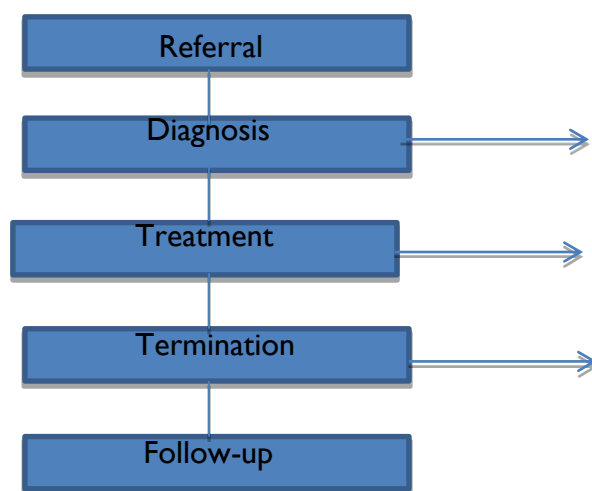 Referral
Diagnosis
Treatment
Termination
Follow-up